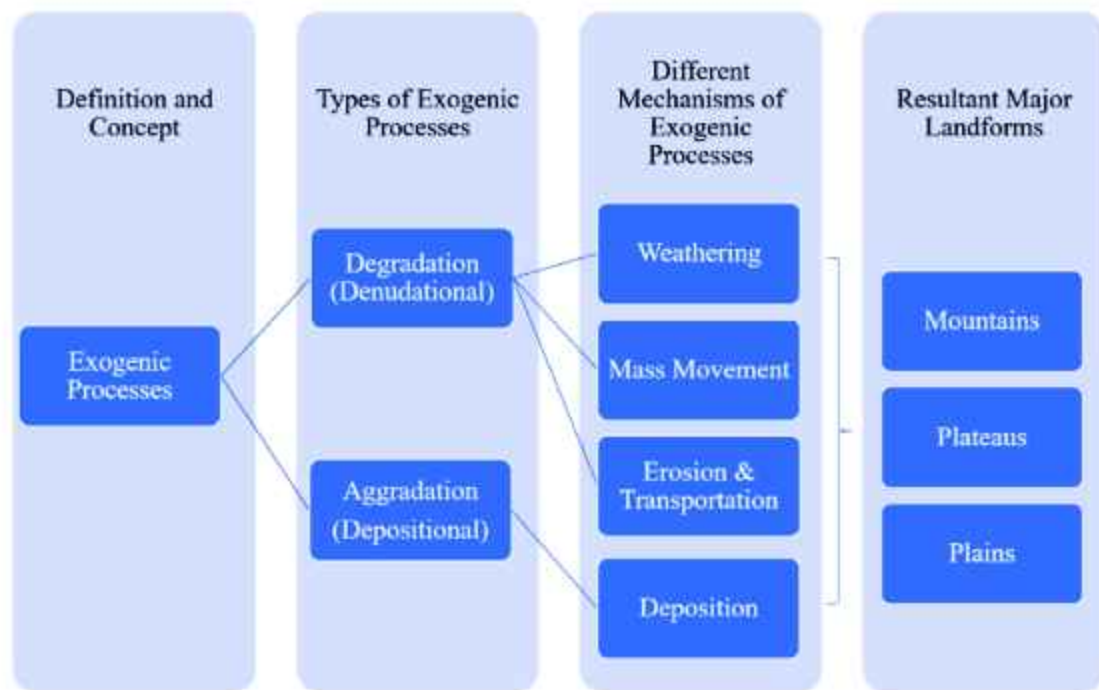 Definition and
Concept
Types of Exogenic
Processes
Different
Mechanisms of
Exogenic
Processes
Resultant Major
Landforms
Exogenic
Processes
Degradation
(Denudational)
Aggradation
(Depositional)
Weathering
Mass Movement
Erosion &
Transportation
Deposition
Mountains
Plateaus
Plains